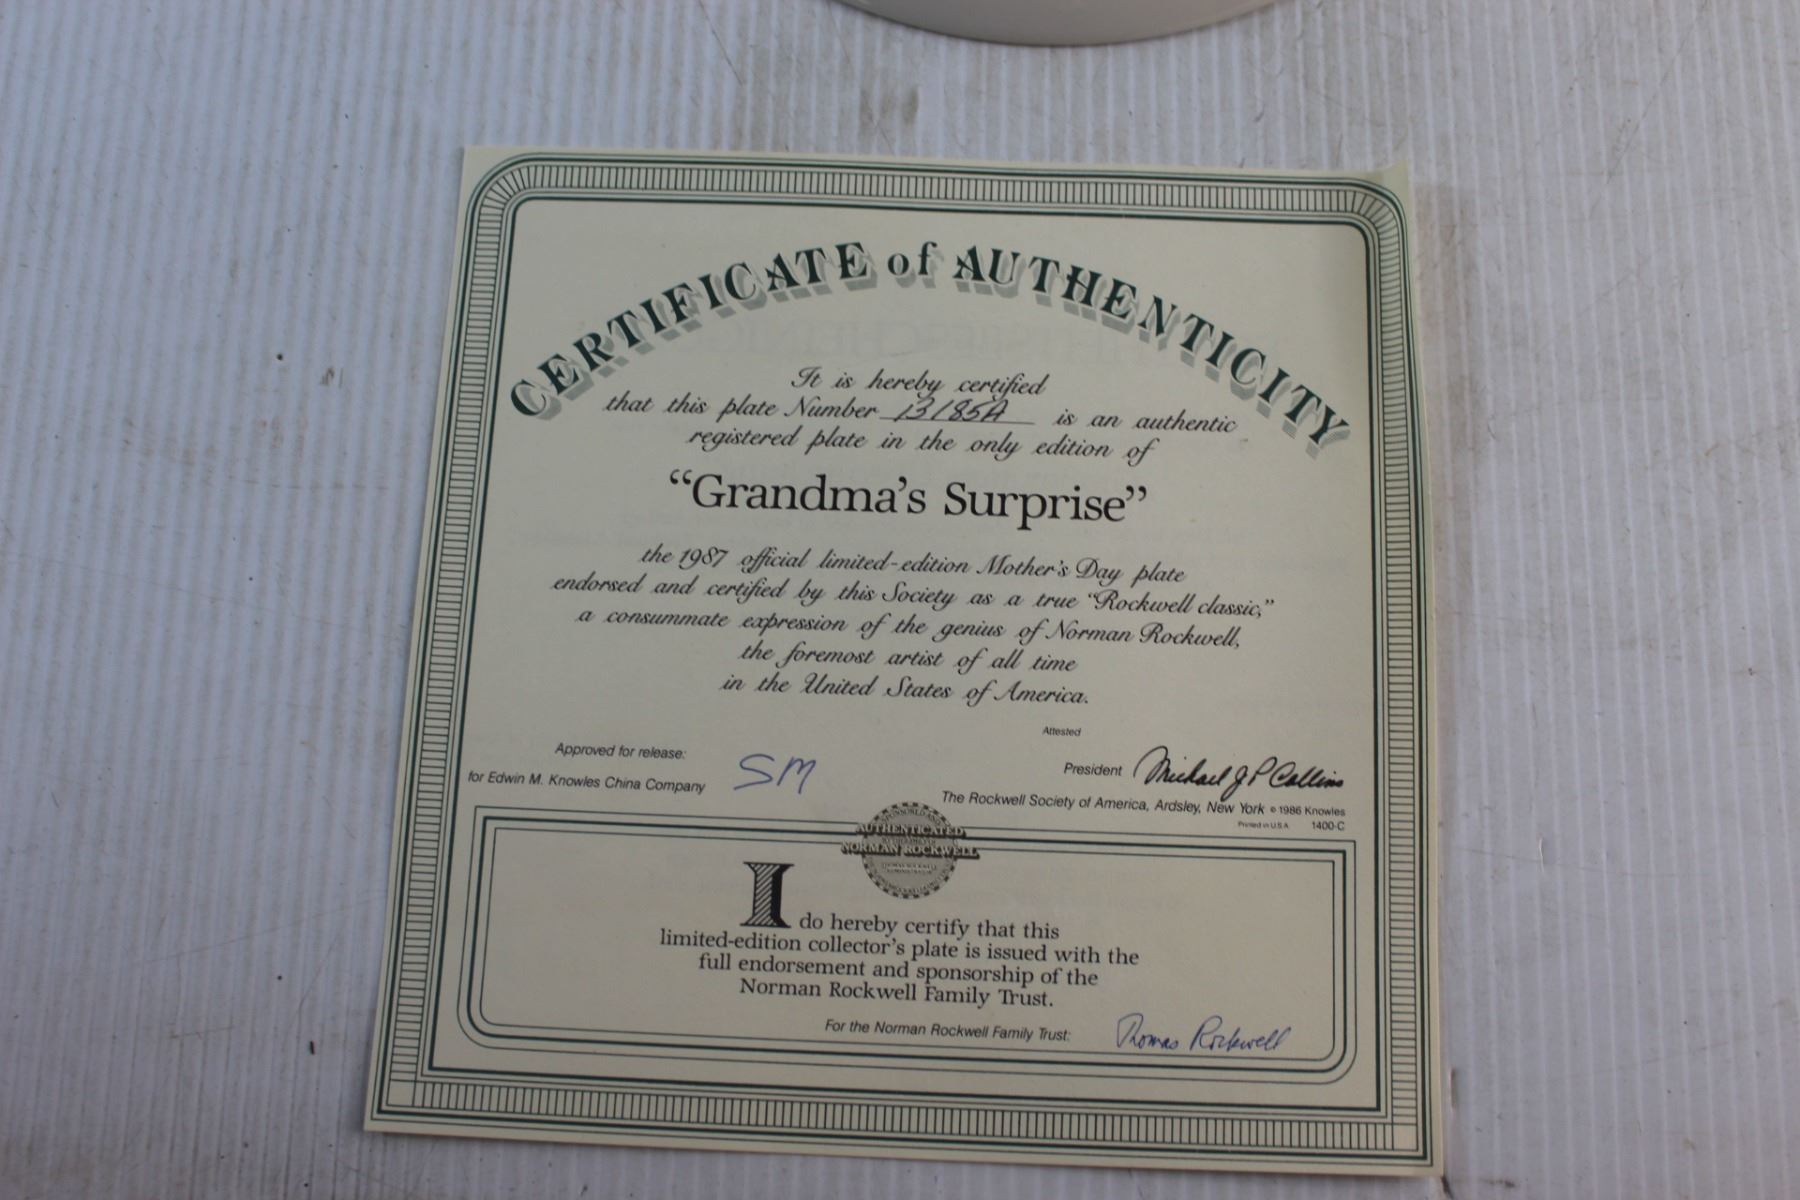 CERTIFICATE of AUTHENTICITY
It is hereby certified
that this plate Number 13185A is an authentic
registered plate in the only edition of
“Grandma’s Surprise”
the 1987 official limited-edition Mother’s Day plate
endorsed and certified by this Society as a true “Rockwell classic,”
a consummate expression of the genius of Norman Rockwell,
the foremost artist of all time
in the United States of America.
Approved for release:
for Edwin M. Knowles China Company SM
Attested
President Michael J P Collins
The Rockwell Society of America, Ardsley, New York © 1986 Knowles
Printed in U.S.A. 1400-C
AUTHENTICATED
NORMAN ROCKWELL
I do hereby certify that this
limited-edition collector’s plate is issued with the
full endorsement and sponsorship of the
Norman Rockwell Family Trust.
For the Norman Rockwell Family Trust: Thomas Rockwell